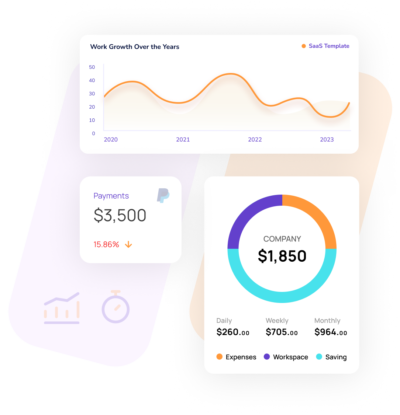 Work Growth Over the Years
SaaS Template
50
40
30
20
10
0
2020 2021 2022 2023
Payments
$3,500
15.86%
COMPANY
$1,850
Daily Weekly Monthly
$260.00 $705.00 $964.00
Expenses Workspace Saving